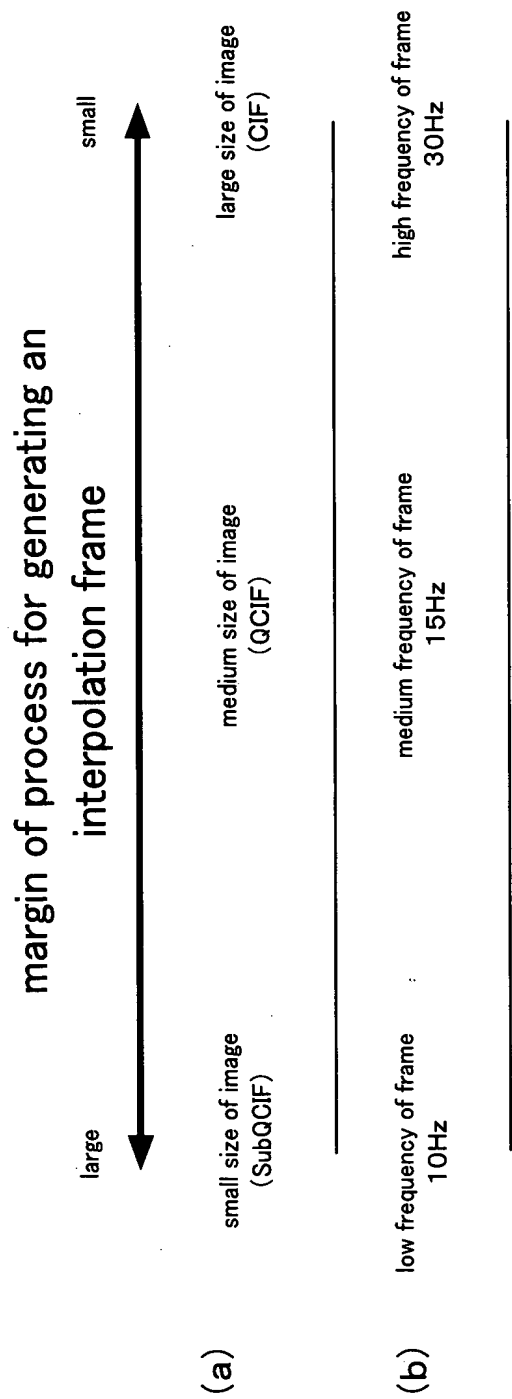 margin of process for generating an
interpolation frame
large
small
(a)
small size of image
(SubQCIF)
medium size of image
(QCIF)
large size of image
(CIF)
(b)
low frequency of frame
10Hz
medium frequency of frame
15Hz
high frequency of frame
30Hz